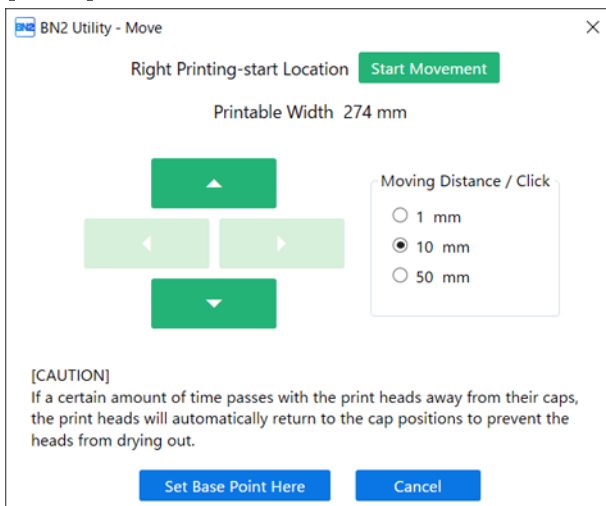 BN2 BN2 Utility - Move
Right Printing-start Location Start Movement
Printable Width 274 mm
Moving Distance / Click
1 mm
10 mm
50 mm
[CAUTION]
If a certain amount of time passes with the print heads away from their caps,
the print heads will automatically return to the cap positions to prevent the
heads from drying out.
Set Base Point Here Cancel